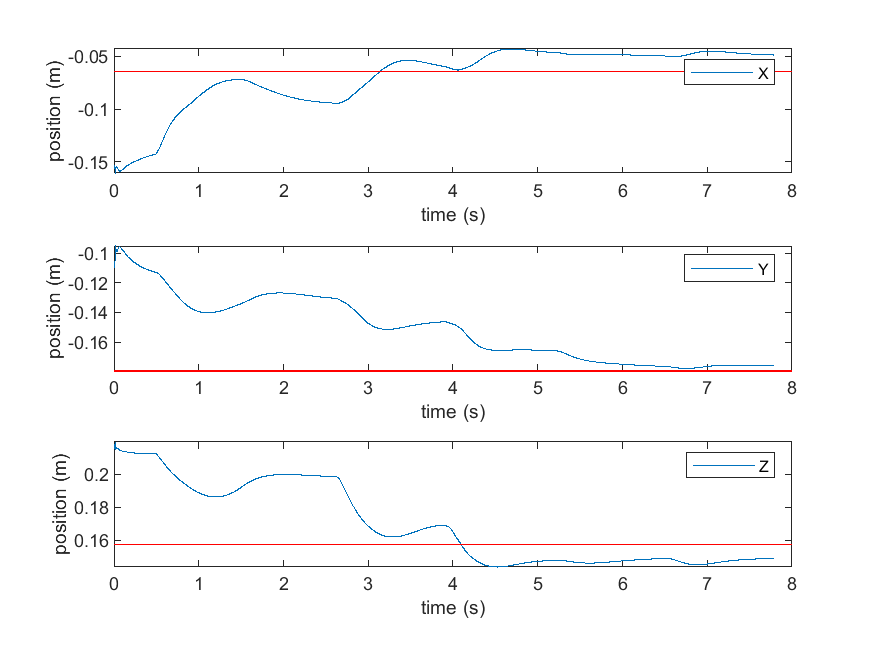 position (m)
-0.05
-0.1
-0.15
X
0 1 2 3 4 5 6 7 8
time (s)
position (m)
-0.1
-0.12
-0.14
-0.16
Y
0 1 2 3 4 5 6 7 8
time (s)
position (m)
0.2
0.18
0.16
Z
0 1 2 3 4 5 6 7 8
time (s)